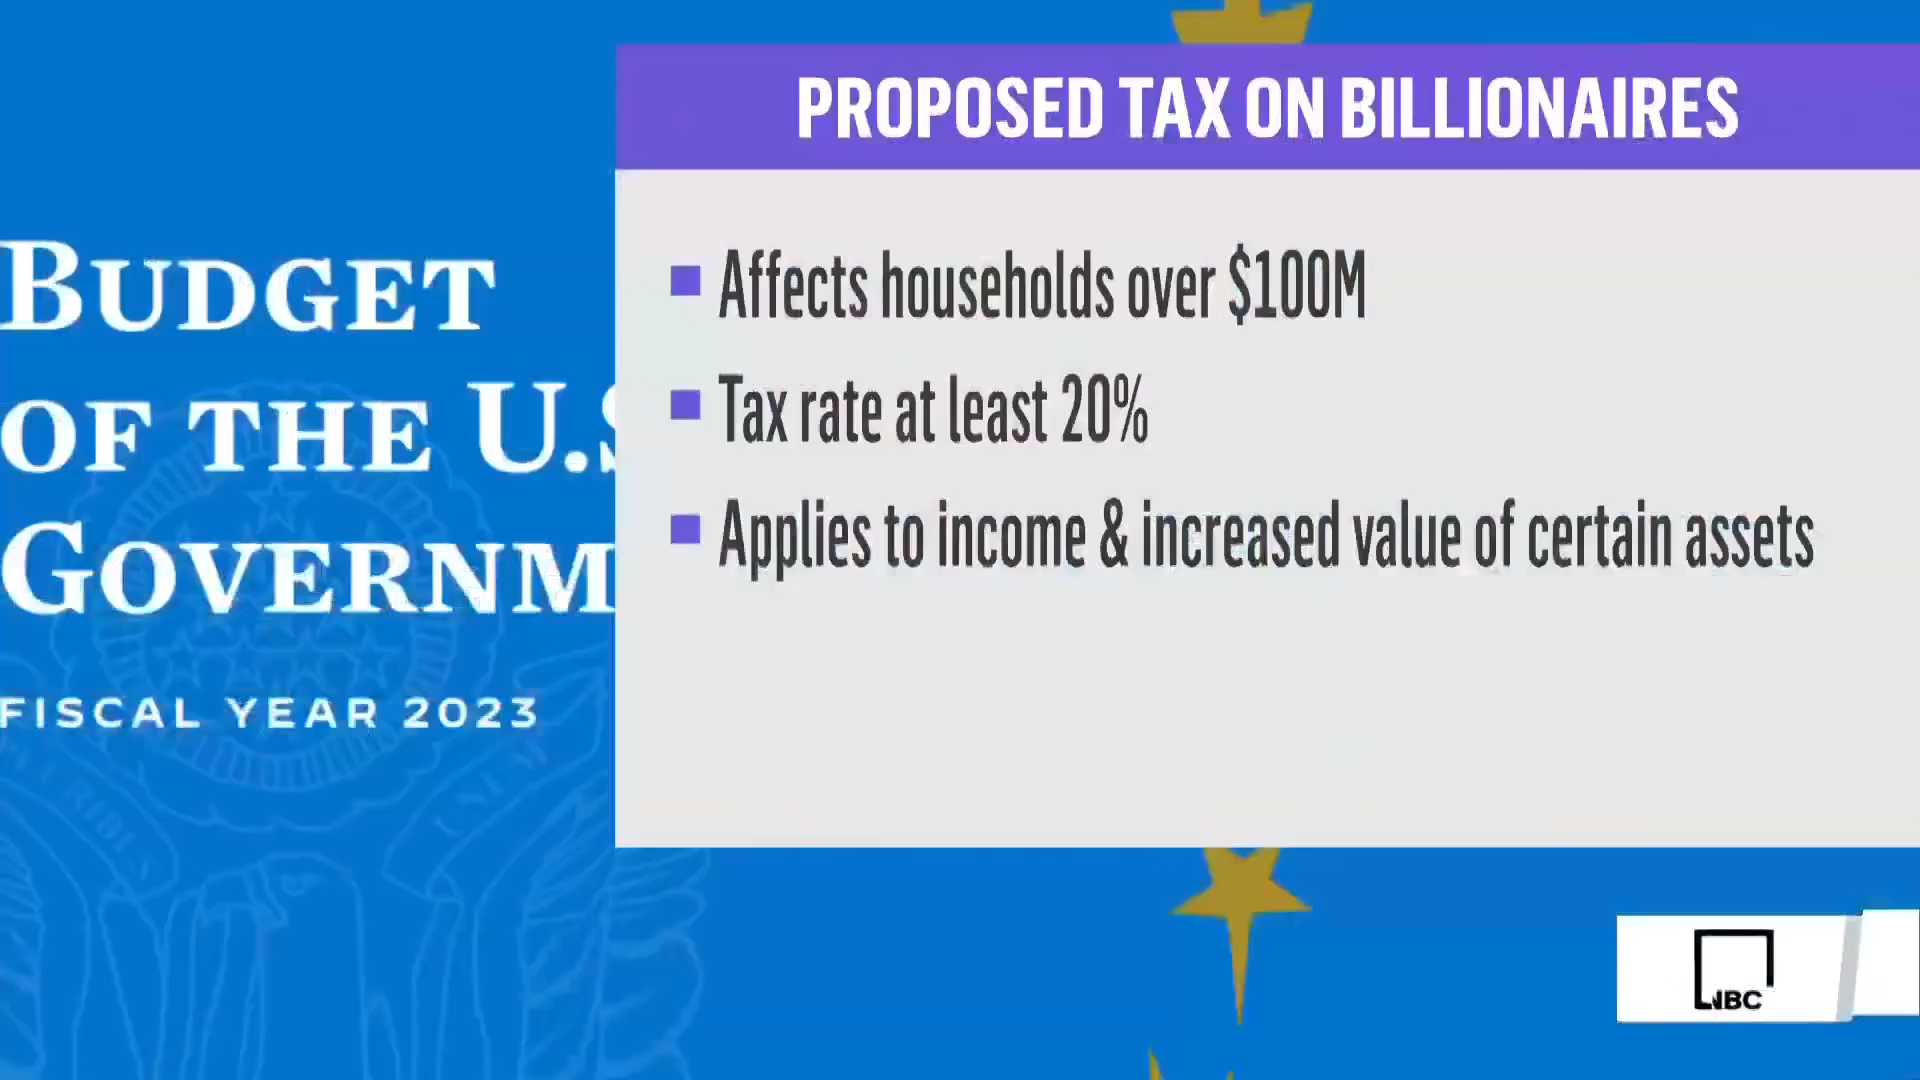 PROPOSED TAX ON BILLIONAIRES
Affects households over $100M
Tax rate at least 20%
Applies to income & increased value of certain assets
BUDGET
OF THE U.S
GOVERNM
FISCAL YEAR 2023
NBC